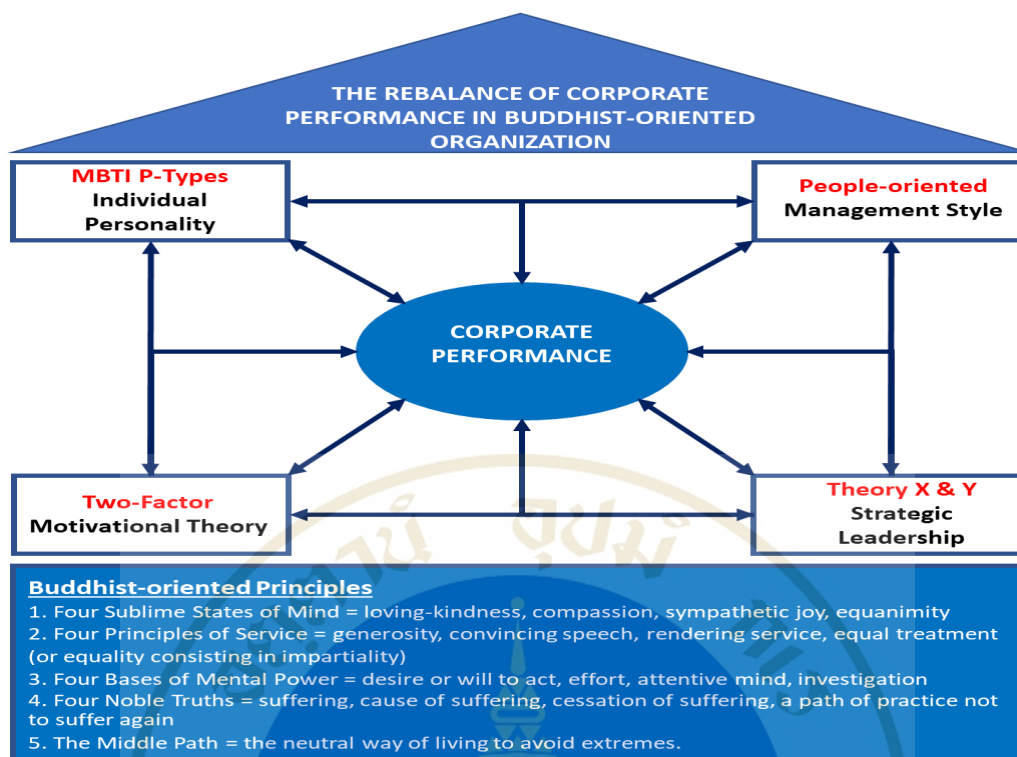 THE REBALANCE OF CORPORATE
PERFORMANCE IN BUDDHIST-ORIENTED
ORGANIZATION
MBTI P-Types
Individual
Personality
People-oriented
Management Style
CORPORATE
PERFORMANCE
Two-Factor
Motivational Theory
Theory X & Y
Strategic
Leadership
Buddhist-oriented Principles
1. Four Sublime States of Mind = loving-kindness, compassion, sympathetic joy, equanimity
2. Four Principles of Service = generosity, convincing speech, rendering service, equal treatment
(or equality consisting in impartiality)
3. Four Bases of Mental Power = desire or will to act, effort, attentive mind, investigation
4. Four Noble Truths = suffering, cause of suffering, cessation of suffering, a path of practice not
to suffer again
5. The Middle Path = the neutral way of living to avoid extremes.